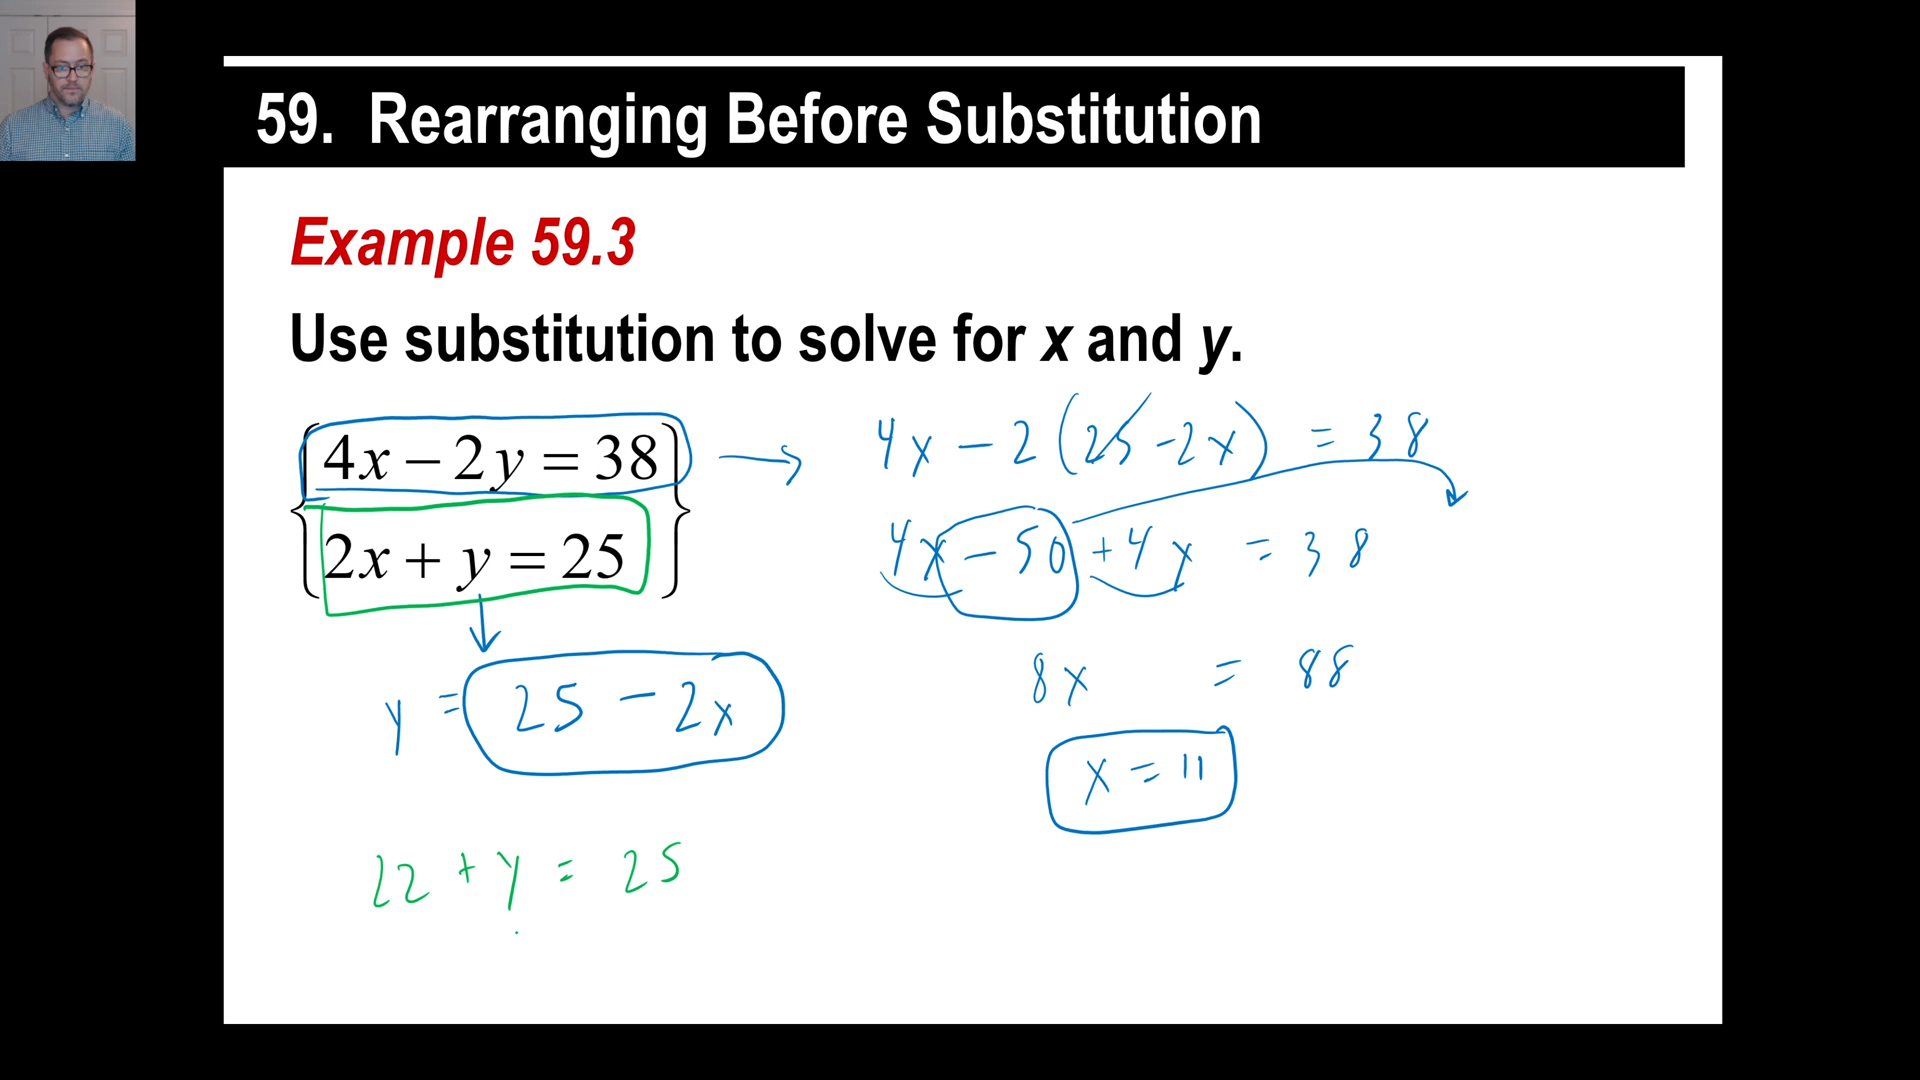 59. Rearranging Before Substitution
Example 59.3
Use substitution to solve for x and y.
4x − 2y = 38
2x + y = 25
y = 25 − 2x
22 + y = 25
4x − 2(25 − 2x) = 38
4x − 50 + 4x = 38
8x = 88
x = 11